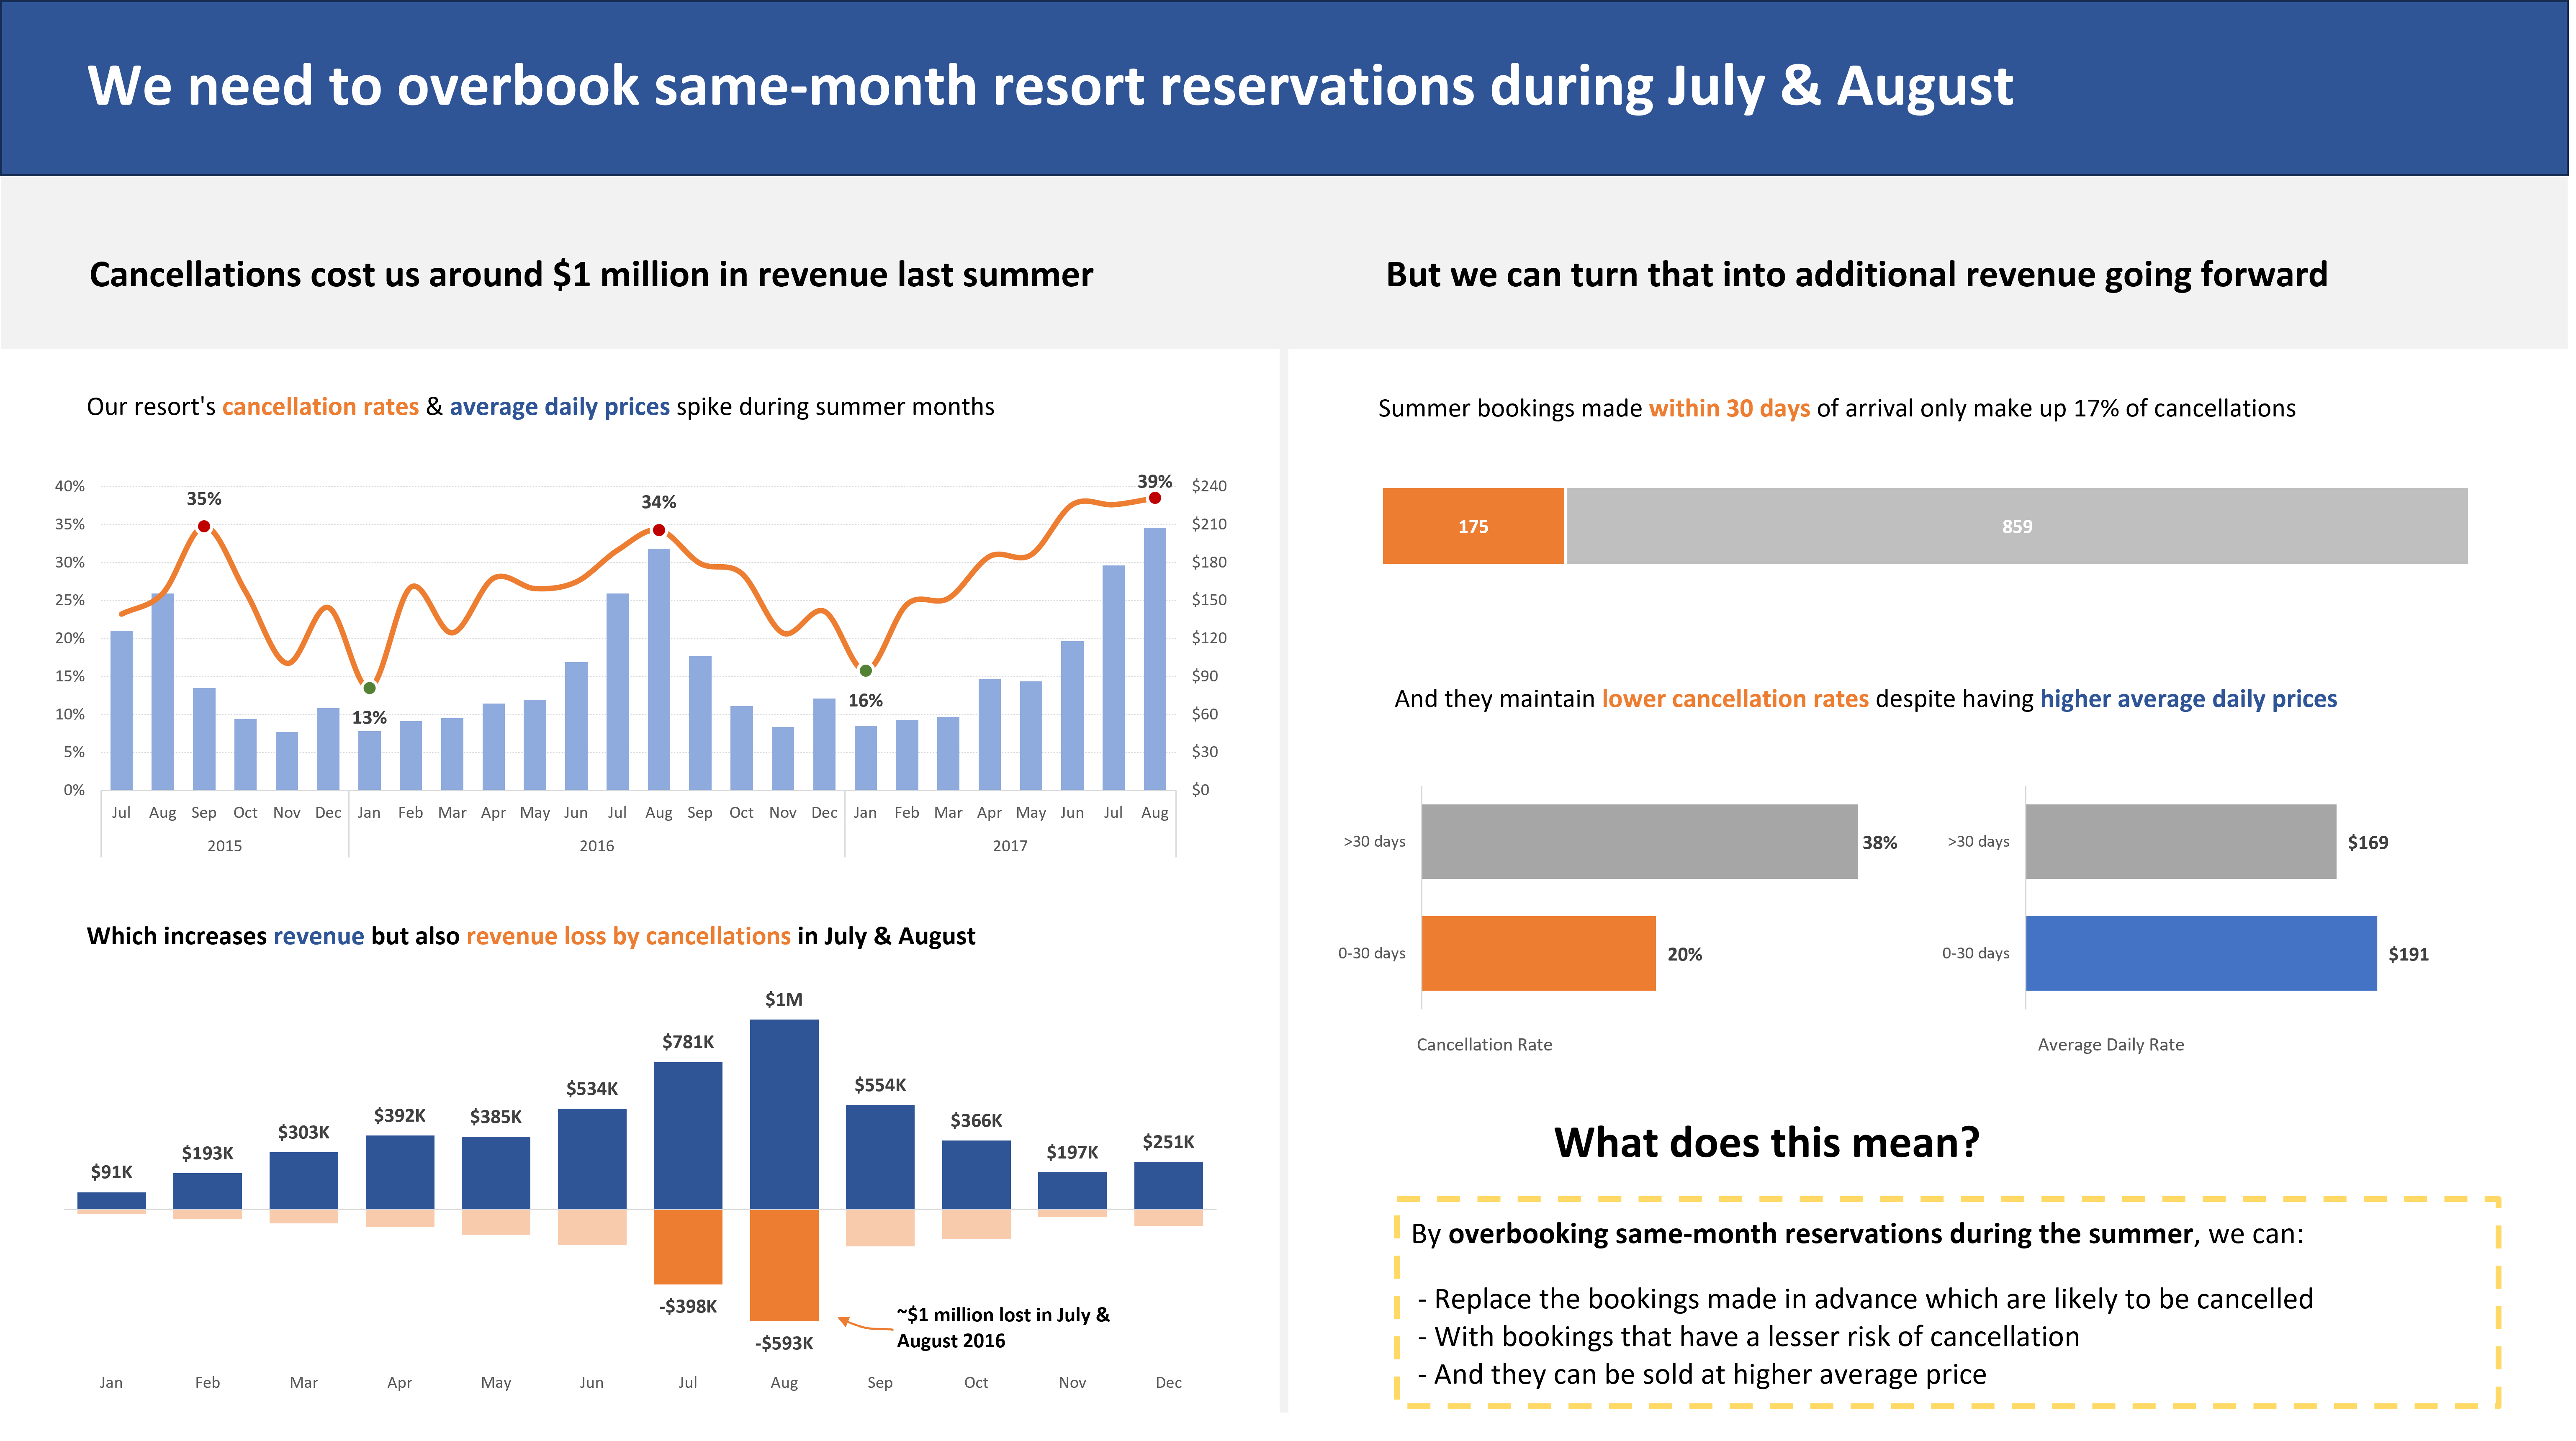 We need to overbook same-month resort reservations during July & August
Cancellations cost us around $1 million in revenue last summer
Our resort's cancellation rates & average daily prices spike during summer months
40%
35%
30%
25%
20%
15%
10%
5%
0%
35%
13%
34%
16%
39%
$240
$210
$180
$150
$120
$90
$60
$30
$0
Jul Aug Sep Oct Nov Dec Jan Feb Mar Apr May Jun Jul Aug Sep Oct Nov Dec Jan Feb Mar Apr May Jun Jul Aug
2015 2016 2017
Which increases revenue but also revenue loss by cancellations in July & August
$91K
$193K
$303K
$392K
$385K
$534K
$781K
$1M
$554K
$366K
$197K
$251K
-$398K
-$593K
~$1 million lost in July &
August 2016
Jan Feb Mar Apr May Jun Jul Aug Sep Oct Nov Dec
But we can turn that into additional revenue going forward
Summer bookings made within 30 days of arrival only make up 17% of cancellations
175 859
And they maintain lower cancellation rates despite having higher average daily prices
>30 days 38%
0-30 days 20%
Cancellation Rate
>30 days $169
0-30 days $191
Average Daily Rate
What does this mean?
By overbooking same-month reservations during the summer, we can:
- Replace the bookings made in advance which are likely to be cancelled
- With bookings that have a lesser risk of cancellation
- And they can be sold at higher average price